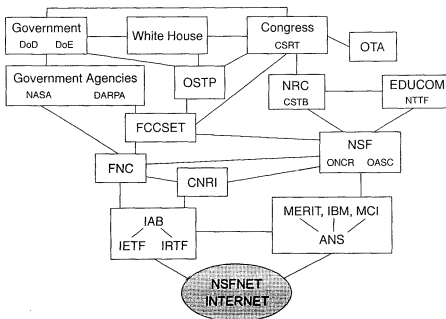 Government
DoD DoE
White House
Congress
CSRT
OTA
Government Agencies
NASA DARPA
OSTP
NRC
CSTB
EDUCOM
NTTF
FCCSET
NSF
ONCR OASC
FNC
CNRI
IAB
IETF IRTF
MERIT, IBM, MCI
ANS
NSFNET
INTERNET